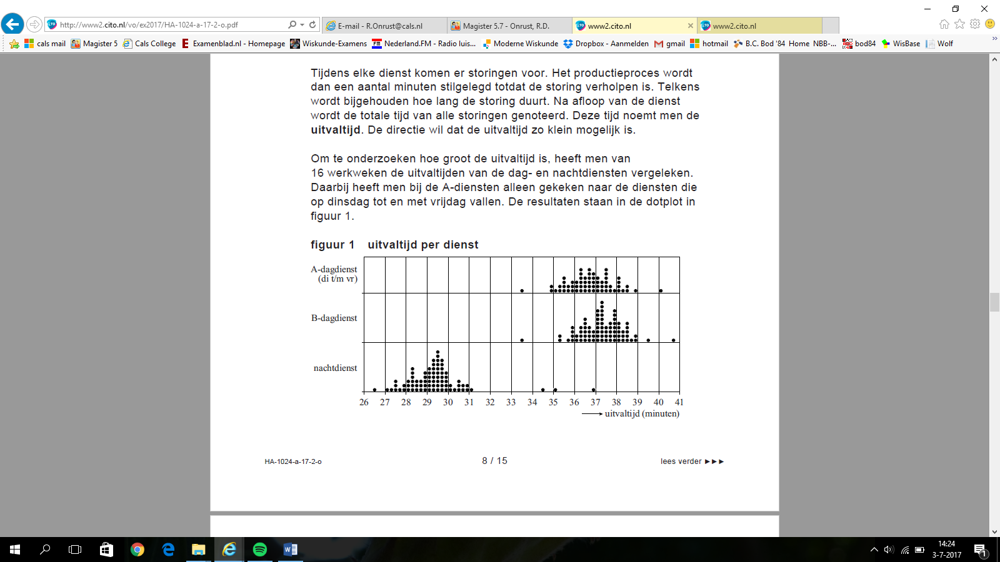 http://www2.cito.nl/vo/ex2017/HA-1024-a-17-2-o.pdf
E-mail - R.Onrust@cals.nl
Magister 5.7 - Onrust, R.D.
www2.cito.nl
www2.cito.nl
cals mail
Magister 5
Cals College
Examenblad.nl - Homepage
Wiskunde-Examens
Nederland.FM - Radio luis...
Moderne Wiskunde
Dropbox - Aanmelden
gmail
hotmail
B.C. Bod '84 Home NBB-...
bod84
WisBase
Wolf
Tijdens elke dienst komen er storingen voor. Het productieproces wordt
dan een aantal minuten stilgelegd totdat de storing verholpen is. Telkens
wordt bijgehouden hoe lang de storing duurt. Na afloop van de dienst
wordt de totale tijd van alle storingen genoteerd. Deze tijd noemt men de
uitvaltijd. De directie wil dat de uitvaltijd zo klein mogelijk is.
Om te onderzoeken hoe groot de uitvaltijd is, heeft men van
16 werkweken de uitvaltijden van de dag- en nachtdiensten vergeleken.
Daarbij heeft men bij de A-diensten alleen gekeken naar de diensten die
op dinsdag tot en met vrijdag vallen. De resultaten staan in de dotplot in
figuur 1.
figuur 1 uitvaltijd per dienst
A-dagdienst
(di t/m vr)
B-dagdienst
nachtdienst
26 27 28 29 30 31 32 33 34 35 36 37 38 39 40 41
uitvaltijd (minuten)
HA-1024-a-17-2-o
8 / 15
lees verder ►►►
14:24
3-7-2017
1